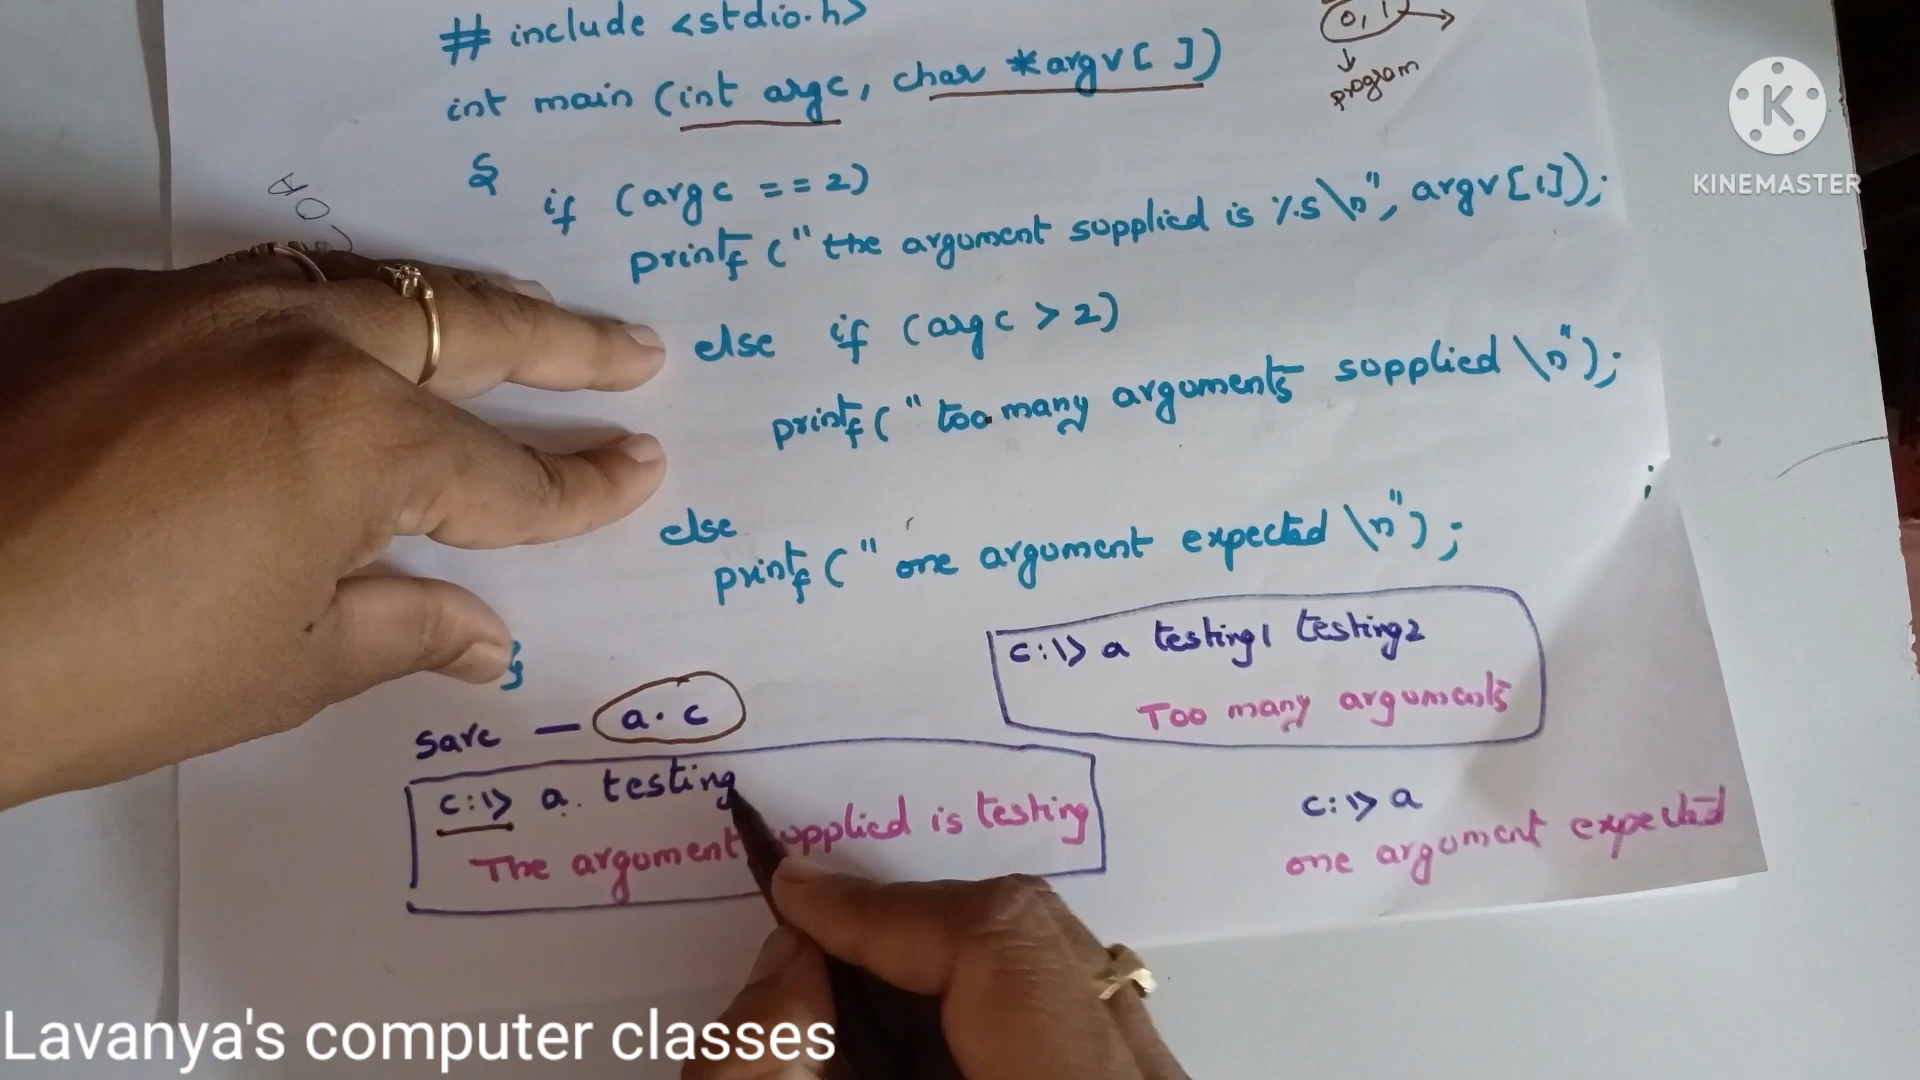 # include <stdio.h>
0, 1
int main (int argc, char *argv[ ])
program
{
KINEMASTER
if (argc == 2)
printf ("the argument supplied is %s\n", argv[1]);
else if (argc > 2)
printf ("too many arguments supplied \n");
else
printf (" one argument expected \n");
}
save — a.c
c:\> a testing1 testing2
Too many arguments
c:\> a testing
The argument supplied is testing
c:\> a
one argument expected
Lavanya's computer classes